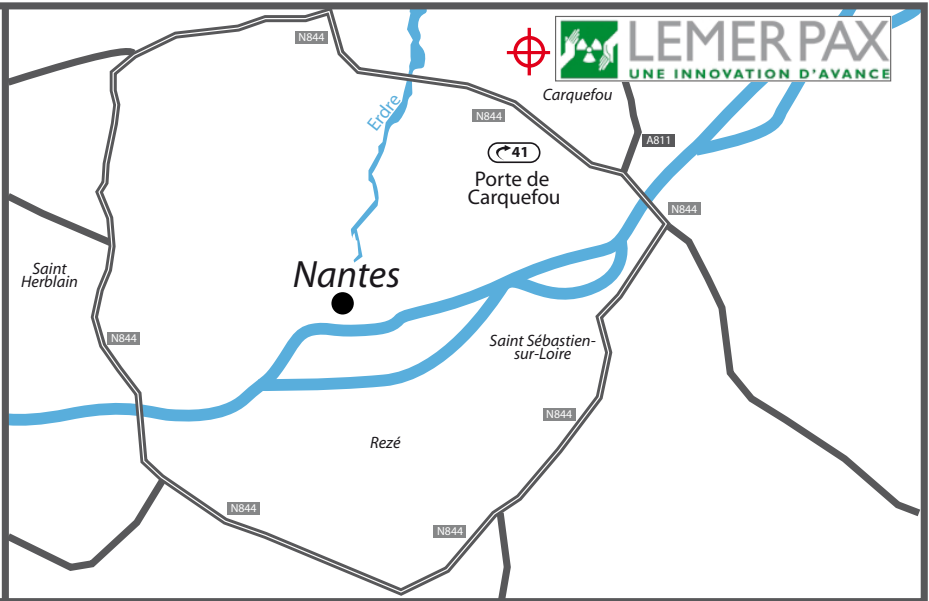 N844
LEMER PAX
UNE INNOVATION D'AVANCE
Carquefou
Erdre
N844
A811
41
Porte de
Carquefou
N844
Saint
Herblain
Nantes
N844
Saint Sébastien-
sur-Loire
N844
Rezé
N844
N844